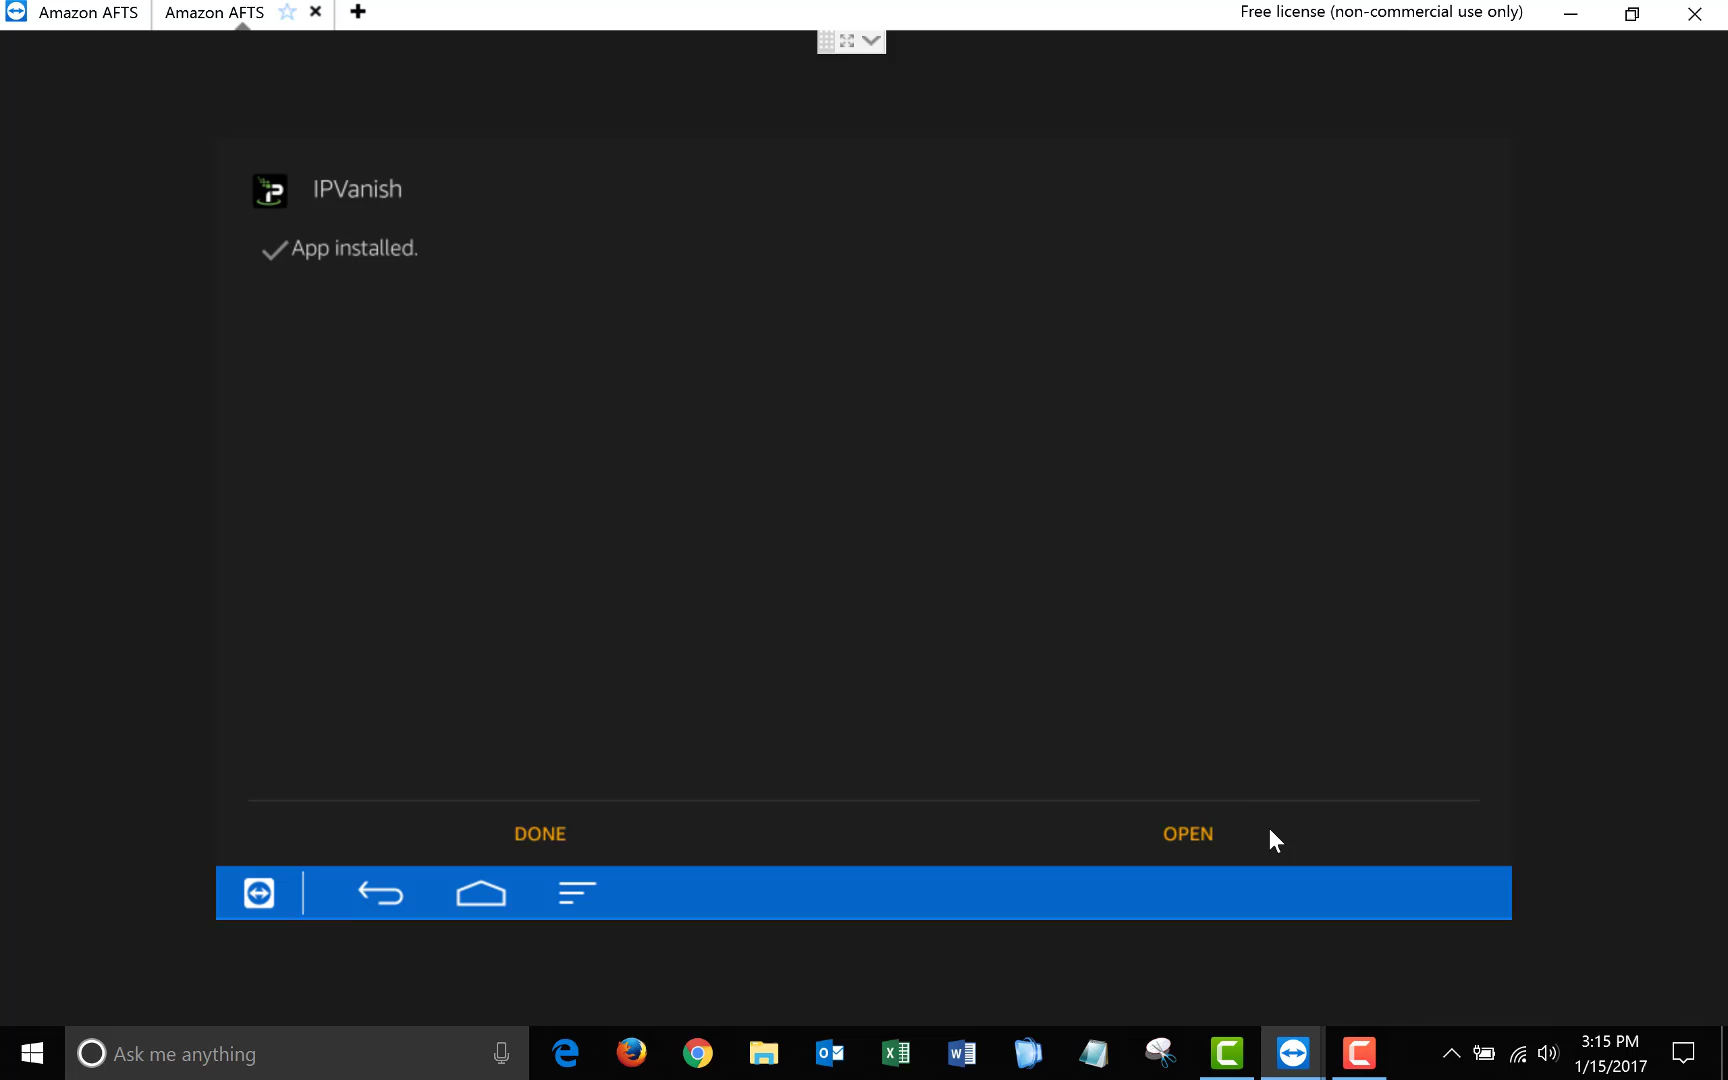 Amazon AFTS
Amazon AFTS
Free license (non-commercial use only)
IPVanish
App installed.
DONE
OPEN
Ask me anything
3:15 PM
1/15/2017